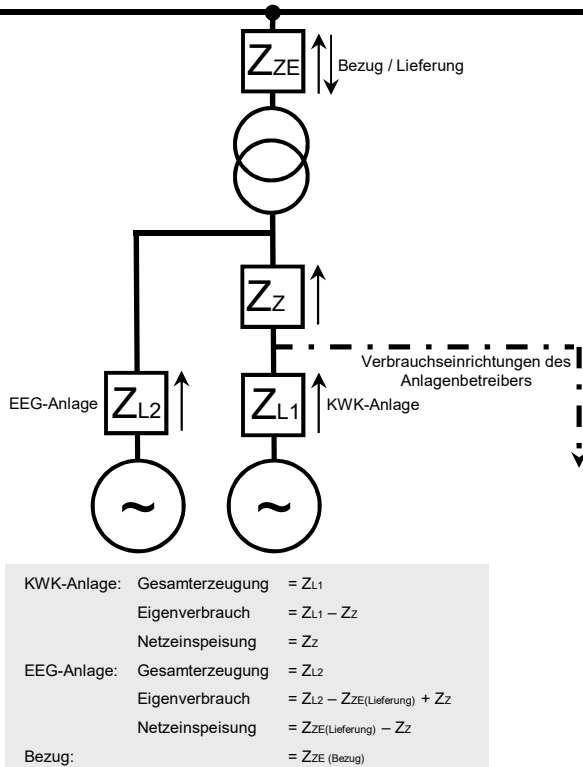 ZZE
Bezug / Lieferung
ZZ
Verbrauchseinrichtungen des
Anlagenbetreibers
EEG-Anlage
ZL2
ZL1
KWK-Anlage
~
~
KWK-Anlage: Gesamterzeugung = ZL1
Eigenverbrauch = ZL1 – ZZ
Netzeinspeisung = ZZ
EEG-Anlage: Gesamterzeugung = ZL2
Eigenverbrauch = ZL2 – ZZE(Lieferung) + ZZ
Netzeinspeisung = ZZE(Lieferung) – ZZ
Bezug: = ZZE (Bezug)